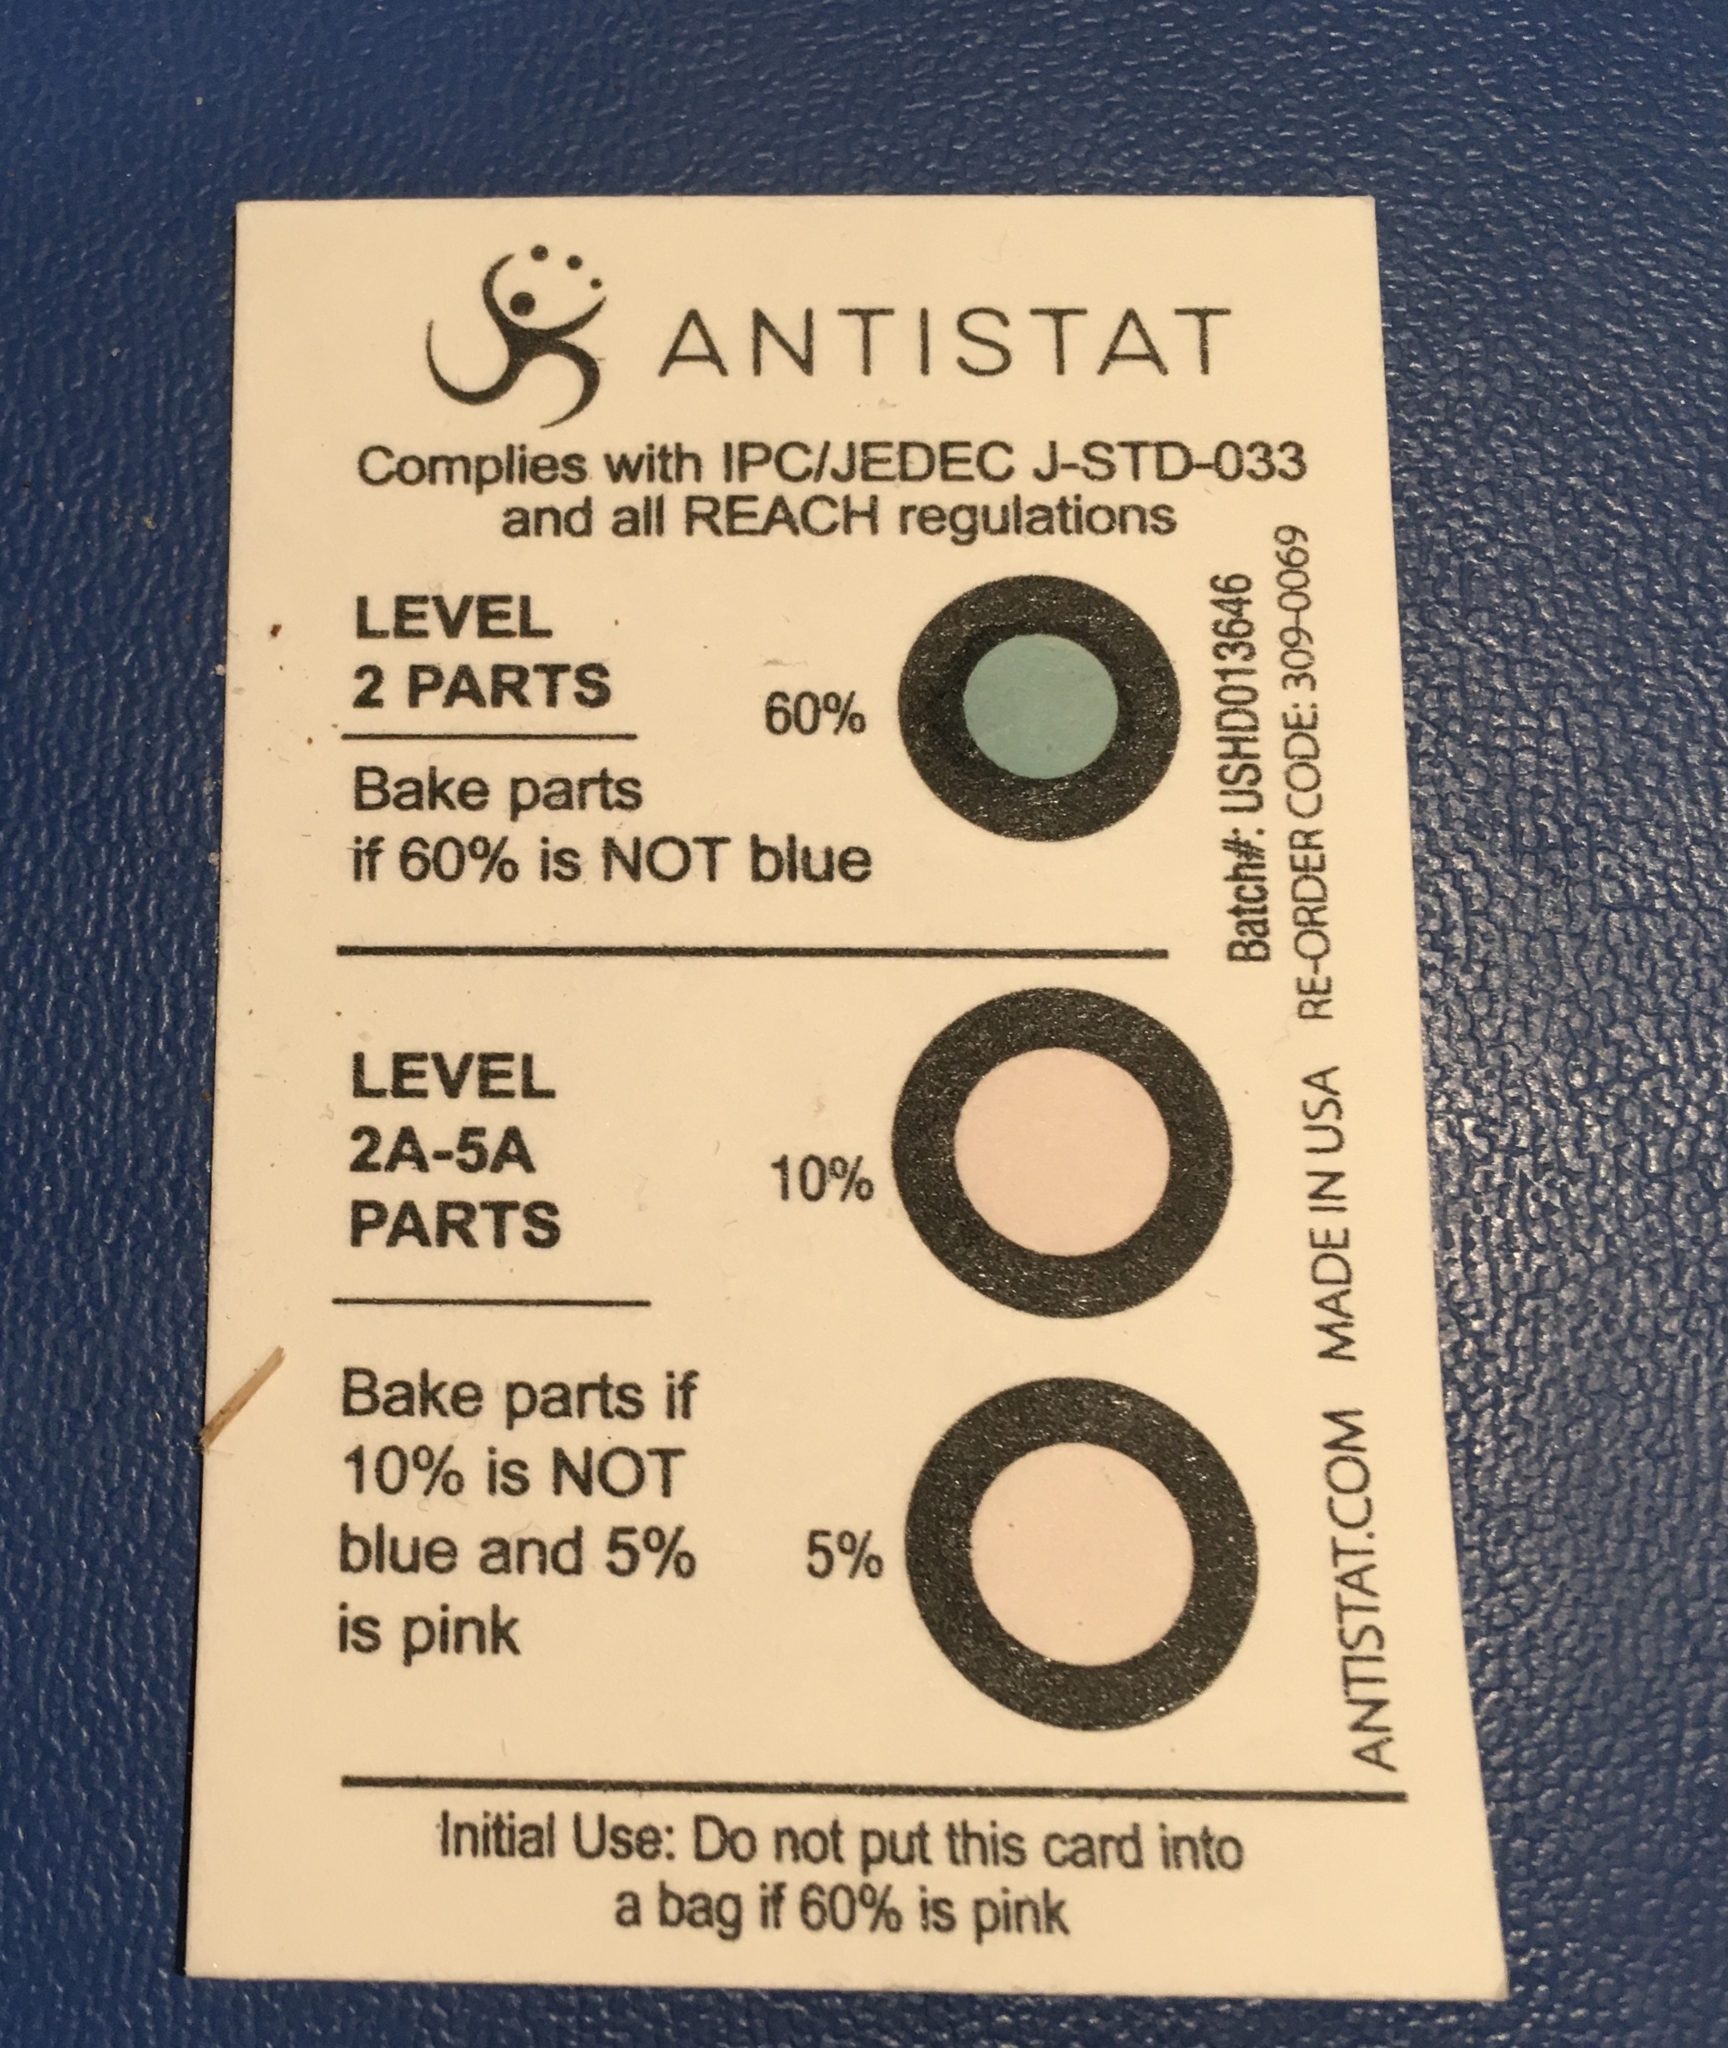 ANTISTAT
Complies with IPC/JEDEC J-STD-033
and all REACH regulations
LEVEL
2 PARTS
60%
Bake parts
if 60% is NOT blue
LEVEL
2A-5A
PARTS
10%
Bake parts if
10% is NOT
blue and 5%
is pink
5%
Initial Use: Do not put this card into
a bag if 60% is pink
Batch#: USHD013646
ANTISTAT.COM MADE IN USA RE-ORDER CODE: 309-0069